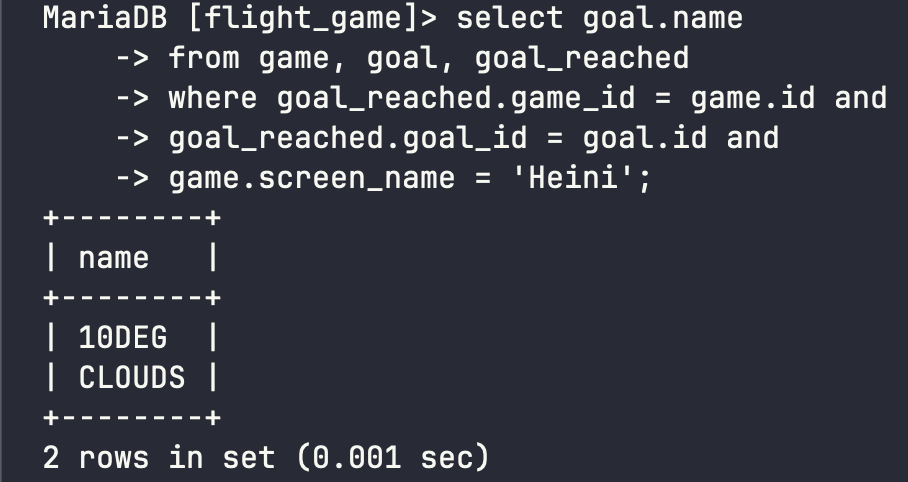 MariaDB [flight_game]> select goal.name
    -> from game, goal, goal_reached
    -> where goal_reached.game_id = game.id and
    -> goal_reached.goal_id = goal.id and
    -> game.screen_name = 'Heini';
+--------+
| name   |
+--------+
| 10DEG  |
| CLOUDS |
+--------+
2 rows in set (0.001 sec)